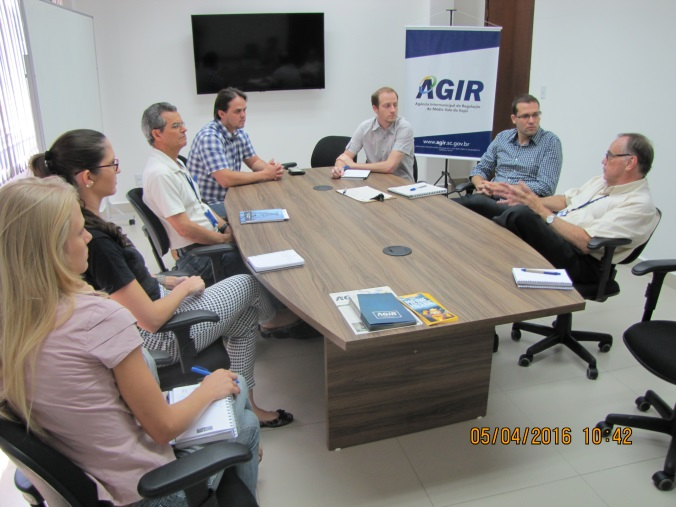 AGIR
Agência Intermunicipal de Regulação
do Médio Vale do Itajaí
www.agir.sc.gov.br
AGIR
05/04/2016 10:42